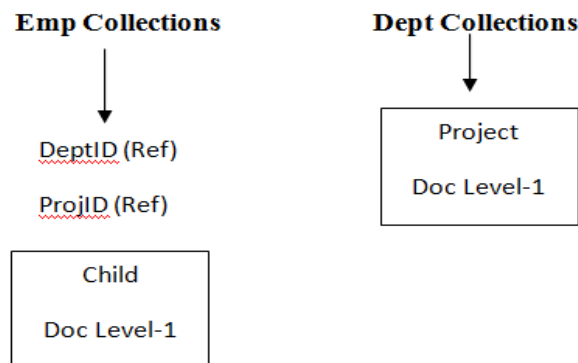 Emp Collections
Dept Collections
DeptID (Ref)
ProjID (Ref)
Child
Doc Level-1
Project
Doc Level-1